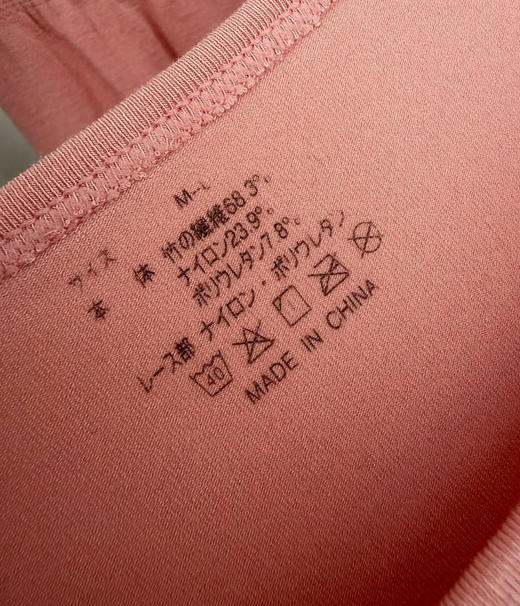 サイズ M-L
本 体 竹の繊維68.3%
ナイロン23.9%
ポリウレタン7.8%
レース部 ナイロン・ポリウレタン
40
MADE IN CHINA